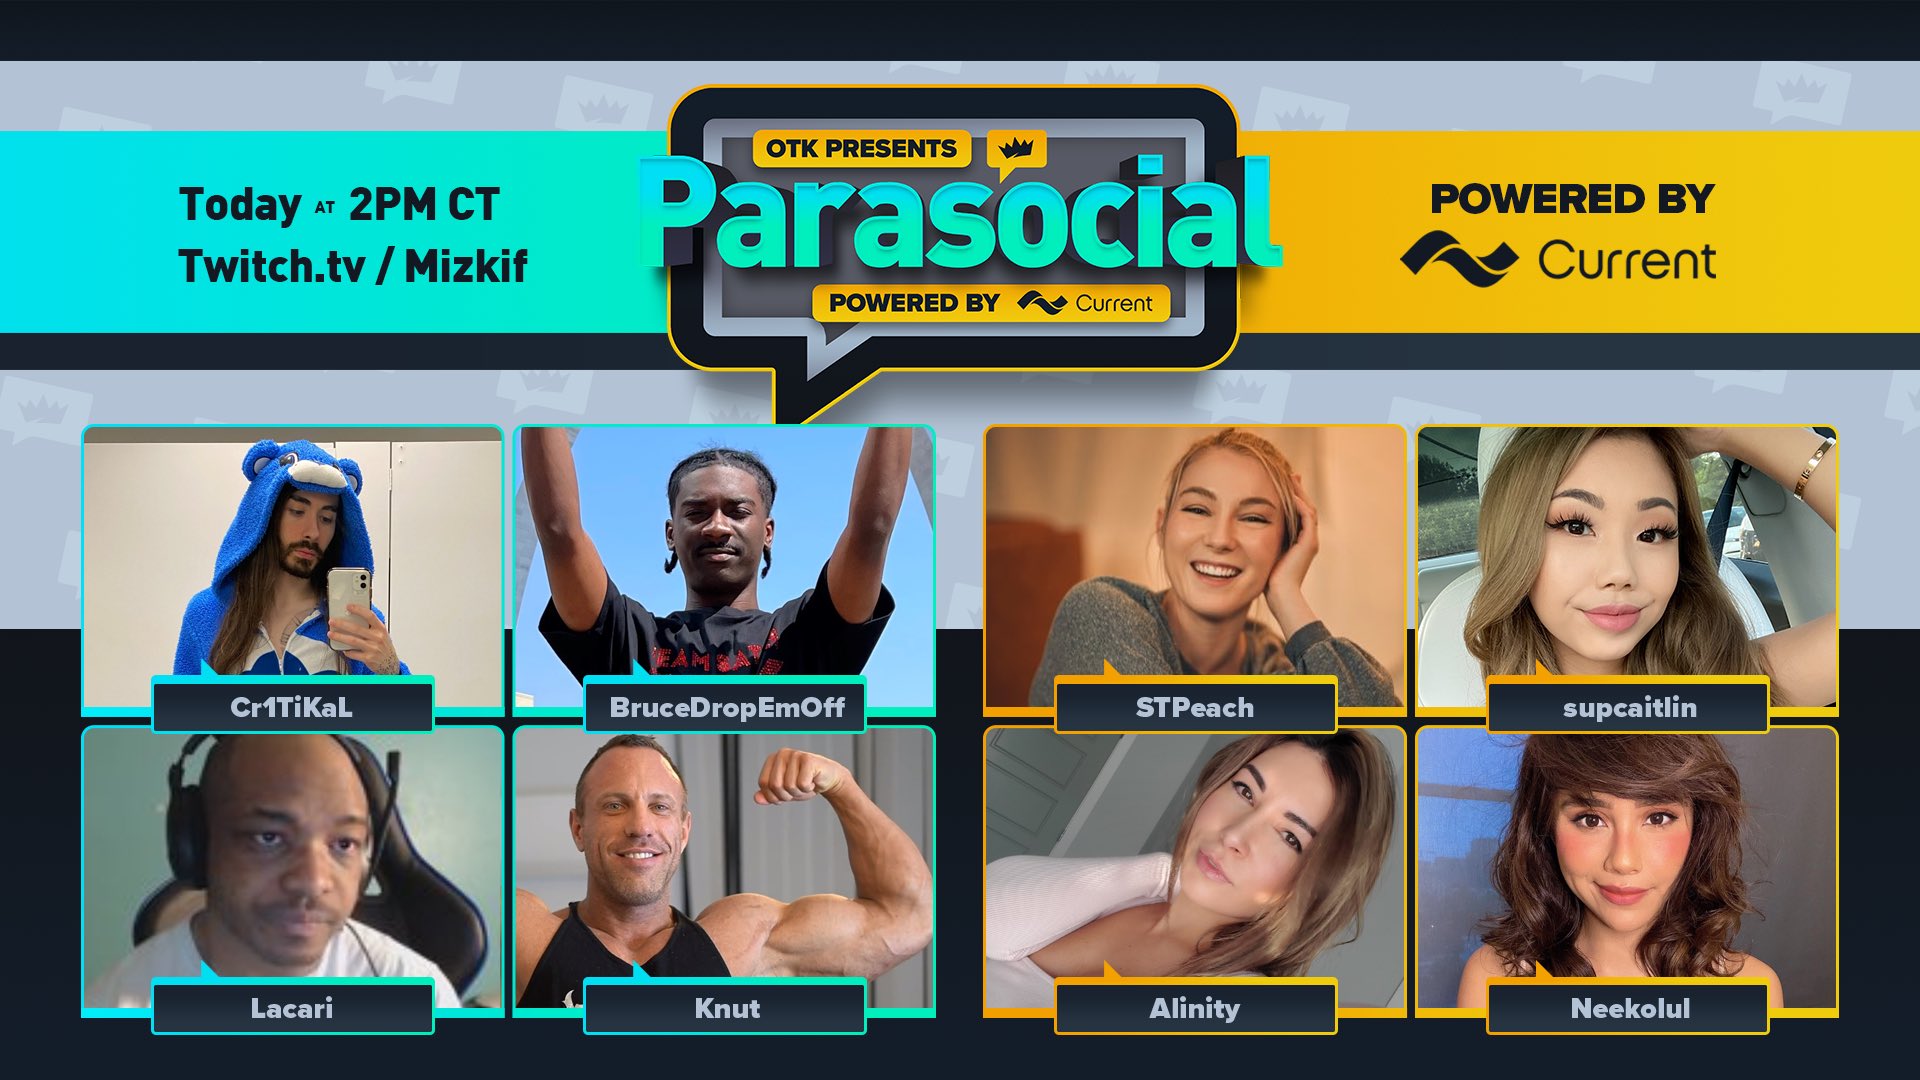 OTK PRESENTS
Parasocial
POWERED BY Current
Today AT 2PM CT
Twitch.tv / Mizkif
POWERED BY
Current
Cr1TiKaL
BruceDropEmOff
STPeach
supcaitlin
Lacari
Knut
Alinity
Neekolul